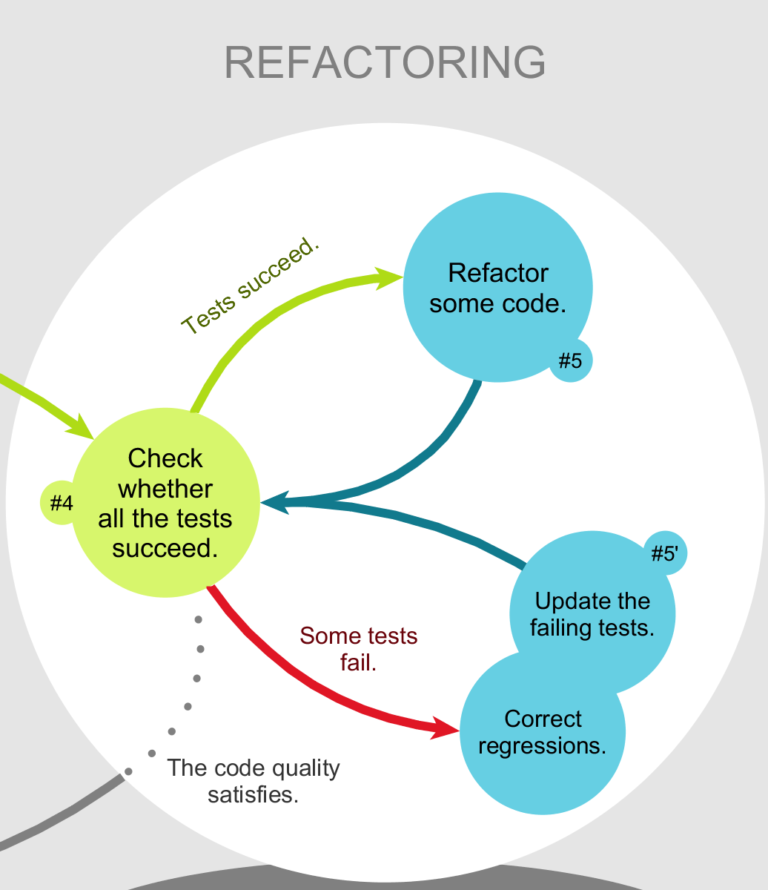 REFACTORING
Tests succeed.
Refactor
some code.
#5
Check
whether
all the tests
succeed.
#4
#5'
Update the
failing tests.
Some tests
fail.
Correct
regressions.
The code quality
satisfies.